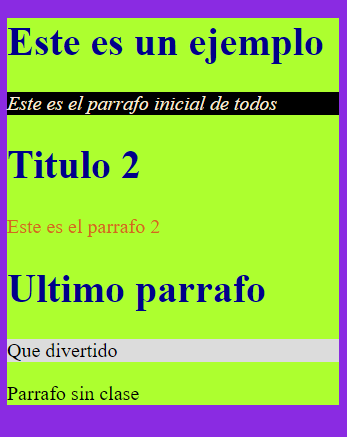 Este es un ejemplo
Este es el parrafo inicial de todos
Titulo 2
Este es el parrafo 2
Ultimo parrafo
Que divertido
Parrafo sin clase